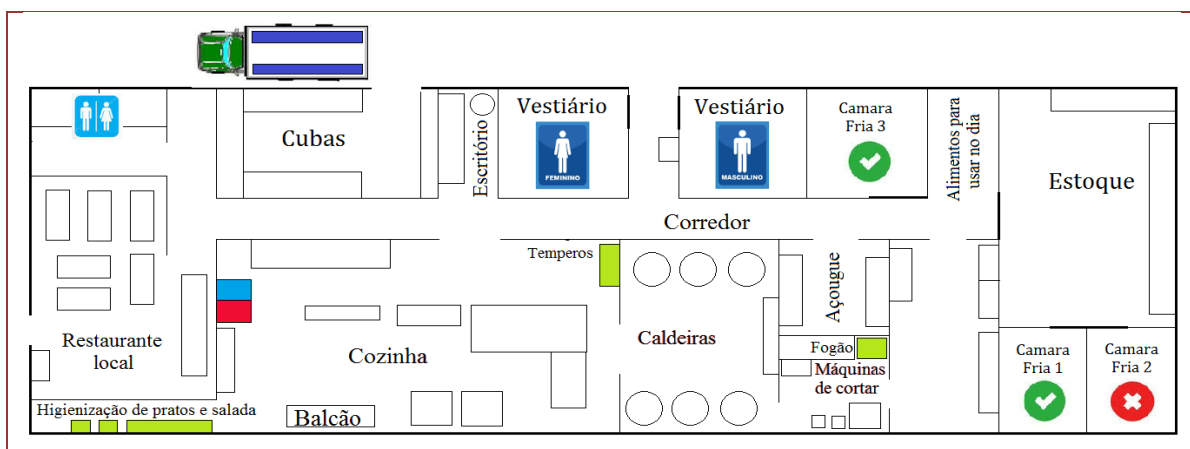 Vestiário
FEMININO
Vestiário
MASCULINO
Camara
Fria 3
Alimentos para
usar no dia
Cubas
Escritório
Estoque
Corredor
Temperos
Açougue
Restaurante
local
Cozinha
Caldeiras
Fogão
Máquinas
de cortar
Camara
Fria 1
Camara
Fria 2
Higienização de pratos e salada
Balcão